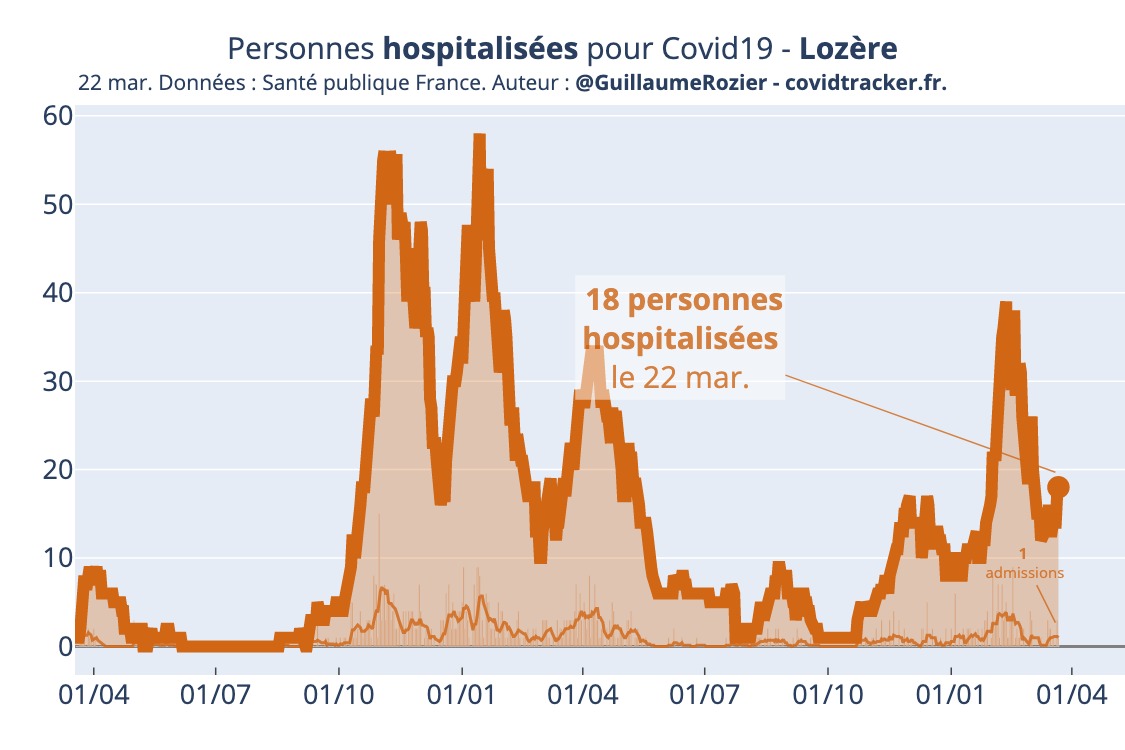 Personnes hospitalisées pour Covid19 - Lozère
22 mar. Données : Santé publique France. Auteur : @GuillaumeRozier - covidtracker.fr.
60
50
40
30
20
10
0
18 personnes
hospitalisées
le 22 mar.
1
admissions
01/04 01/07 01/10 01/01 01/04 01/07 01/10 01/01 01/04